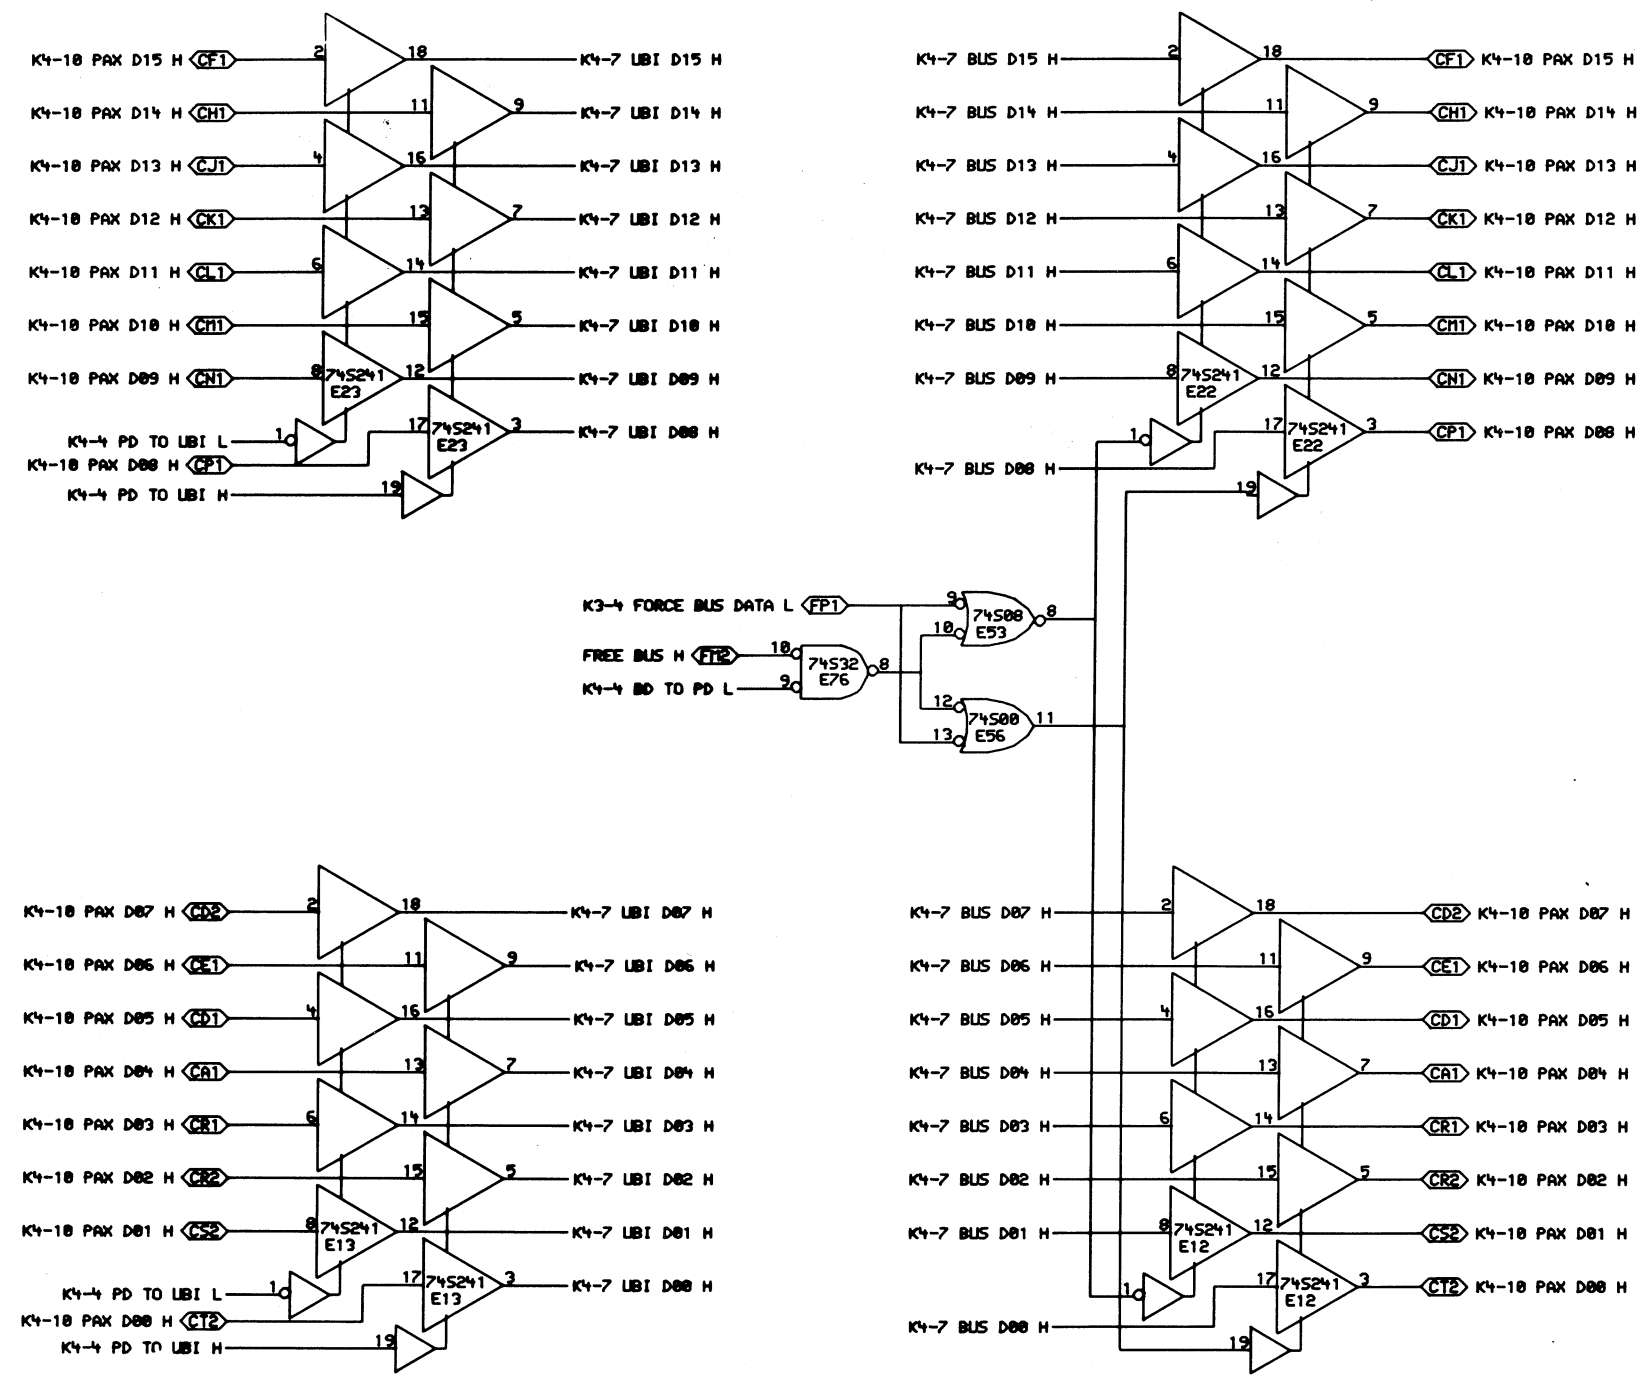 K4-10 PAX D15 H CF1 2 18 K4-7 UBI D15 H
K4-10 PAX D14 H CH1 11 9 K4-7 UBI D14 H
K4-10 PAX D13 H CJ1 4 16 K4-7 UBI D13 H
K4-10 PAX D12 H CK1 13 7 K4-7 UBI D12 H
K4-10 PAX D11 H CL1 6 14 K4-7 UBI D11 H
K4-10 PAX D10 H CM1 15 5 K4-7 UBI D10 H
K4-10 PAX D09 H CN1 8 74S241 12 K4-7 UBI D09 H
E23
K4-4 PD TO UBI L 1
17 74S241 3 K4-7 UBI D08 H
E23
K4-10 PAX D08 H CP1
K4-4 PD TO UBI H 19
K4-7 BUS D15 H 2 18 CF1 K4-10 PAX D15 H
K4-7 BUS D14 H 11 9 CH1 K4-10 PAX D14 H
K4-7 BUS D13 H 4 16 CJ1 K4-10 PAX D13 H
K4-7 BUS D12 H 13 7 CK1 K4-10 PAX D12 H
K4-7 BUS D11 H 6 14 CL1 K4-10 PAX D11 H
K4-7 BUS D10 H 15 5 CM1 K4-10 PAX D10 H
K4-7 BUS D09 H 8 74S241 12 CN1 K4-10 PAX D09 H
E22
1 17 74S241 3 CP1 K4-10 PAX D08 H
E22
K4-7 BUS D08 H
19
K3-4 FORCE BUS DATA L FP1 9 74S08 8
10 E53
FREE BUS H FM2 10 74S32 8
K4-4 BD TO PD L 9 E76
12 74S00 11
13 E56
K4-10 PAX D07 H CD2 2 18 K4-7 UBI D07 H
K4-10 PAX D06 H CE1 11 9 K4-7 UBI D06 H
K4-10 PAX D05 H CD1 4 16 K4-7 UBI D05 H
K4-10 PAX D04 H CA1 13 7 K4-7 UBI D04 H
K4-10 PAX D03 H CR1 6 14 K4-7 UBI D03 H
K4-10 PAX D02 H CR2 15 5 K4-7 UBI D02 H
K4-10 PAX D01 H CS2 8 74S241 12 K4-7 UBI D01 H
E13
K4-4 PD TO UBI L 1
17 74S241 3 K4-7 UBI D00 H
E13
K4-10 PAX D00 H CT2
K4-4 PD TO UBI H 19
K4-7 BUS D07 H 2 18 CD2 K4-10 PAX D07 H
K4-7 BUS D06 H 11 9 CE1 K4-10 PAX D06 H
K4-7 BUS D05 H 4 16 CD1 K4-10 PAX D05 H
K4-7 BUS D04 H 13 7 CA1 K4-10 PAX D04 H
K4-7 BUS D03 H 6 14 CR1 K4-10 PAX D03 H
K4-7 BUS D02 H 15 5 CR2 K4-10 PAX D02 H
K4-7 BUS D01 H 8 74S241 12 CS2 K4-10 PAX D01 H
E12
1 17 74S241 3 CT2 K4-10 PAX D00 H
E12
K4-7 BUS D00 H
19